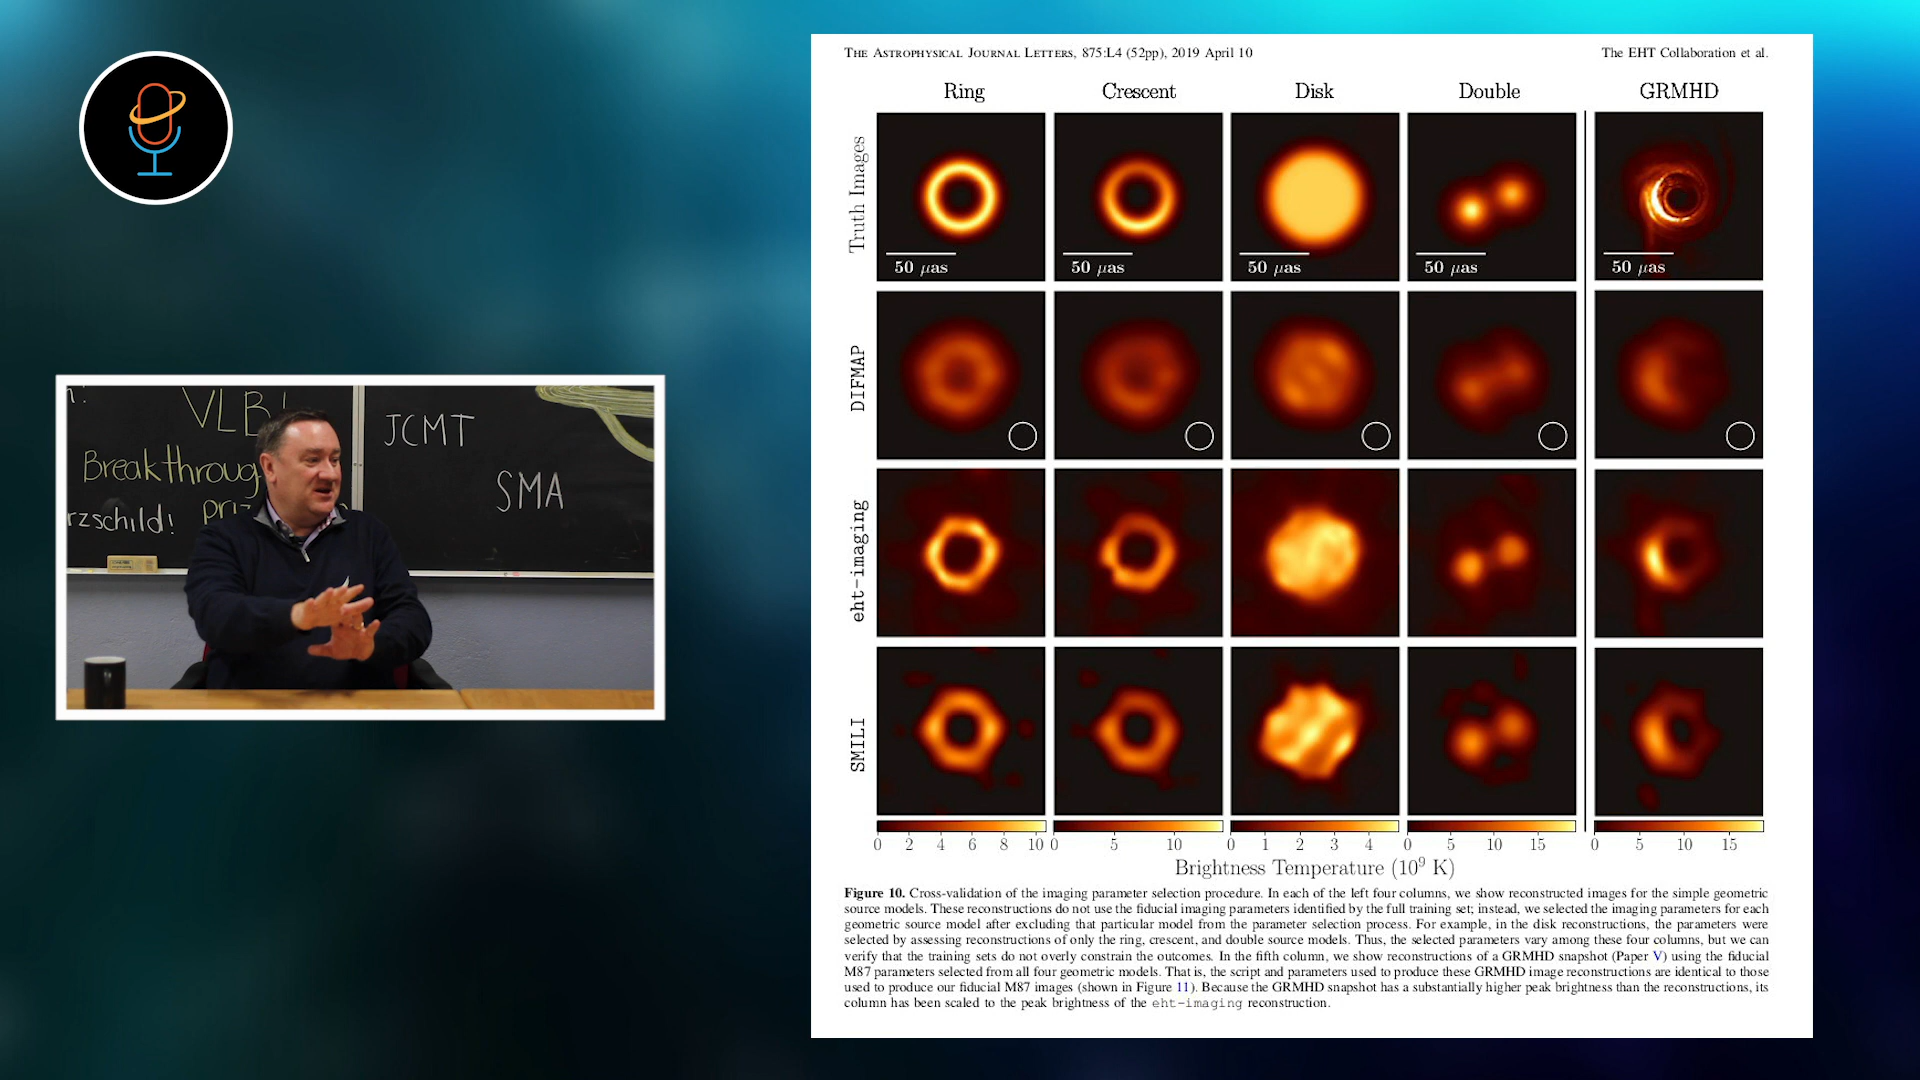 THE ASTROPHYSICAL JOURNAL LETTERS, 875:L4 (52pp), 2019 April 10
The EHT Collaboration et al.
Ring Crescent Disk Double GRMHD
Truth Images
50 μas 50 μas 50 μas 50 μas 50 μas
DIFMAP
eht-imaging
SMILI
0 2 4 6 8 10 0 5 10 0 1 2 3 4 0 5 10 15 0 5 10 15
Brightness Temperature (10⁹ K)
Figure 10. Cross-validation of the imaging parameter selection procedure. In each of the left four columns, we show reconstructed images for the simple geometric
source models. These reconstructions do not use the fiducial imaging parameters identified by the full training set; instead, we selected the imaging parameters for each
geometric source model after excluding that particular model from the parameter selection process. For example, in the disk reconstructions, the parameters were
selected by assessing reconstructions of only the ring, crescent, and double source models. Thus, the selected parameters vary among these four columns, but we can
verify that the training sets do not overly constrain the outcomes. In the fifth column, we show reconstructions of a GRMHD snapshot (Paper V) using the fiducial
M87 parameters selected from all four geometric models. That is, the script and parameters used to produce these GRMHD image reconstructions are identical to those
used to produce our fiducial M87 images (shown in Figure 11). Because the GRMHD snapshot has a substantially higher peak brightness than the reconstructions, its
column has been scaled to the peak brightness of the eht-imaging reconstruction.
VLB!
Breakthroug
rzschild! priz
JCMT
SMA